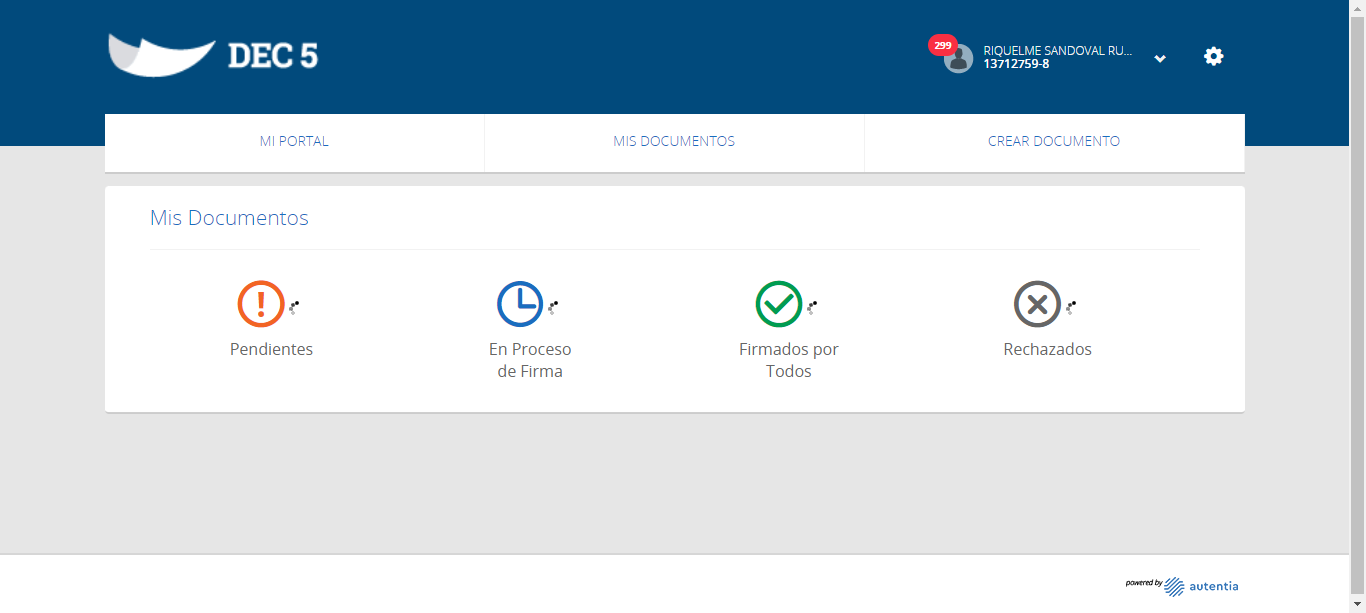 DEC 5
299
RIQUELME SANDOVAL RU...
13712759-8
MI PORTAL
MIS DOCUMENTOS
CREAR DOCUMENTO
Mis Documentos
Pendientes
En Proceso
de Firma
Firmados por
Todos
Rechazados
powered by autentia